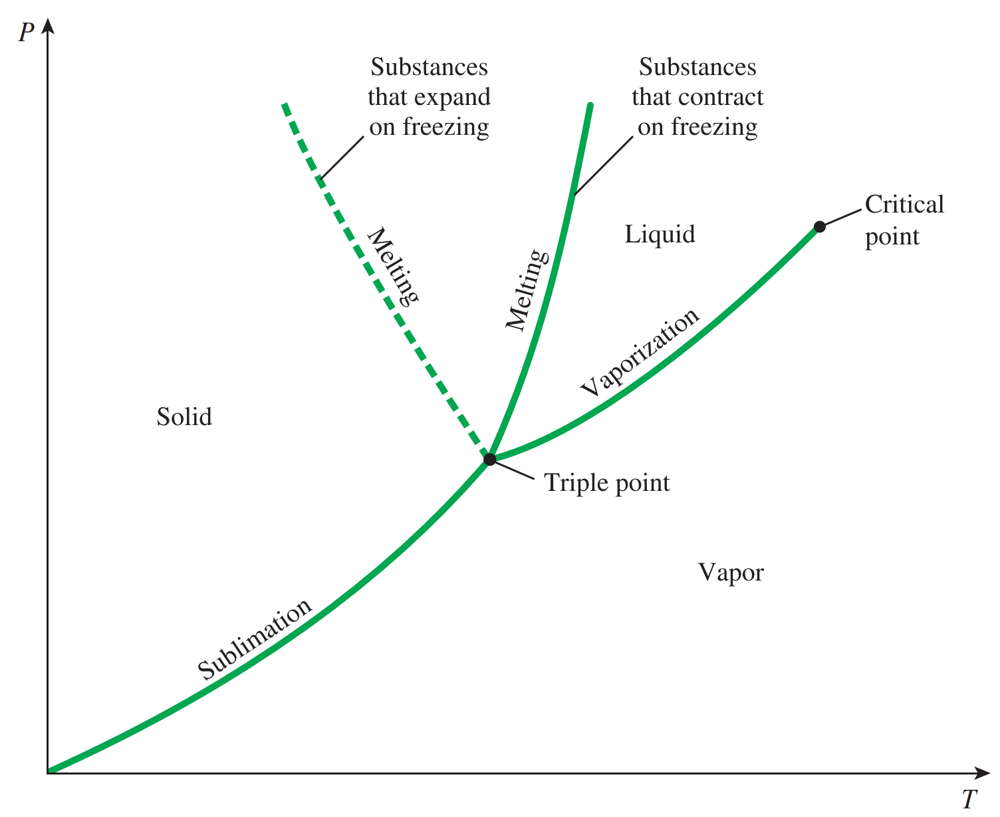 P
Substances
that expand
on freezing
Substances
that contract
on freezing
Critical
point
Liquid
Melting
Melting
Vaporization
Solid
Triple point
Vapor
Sublimation
T